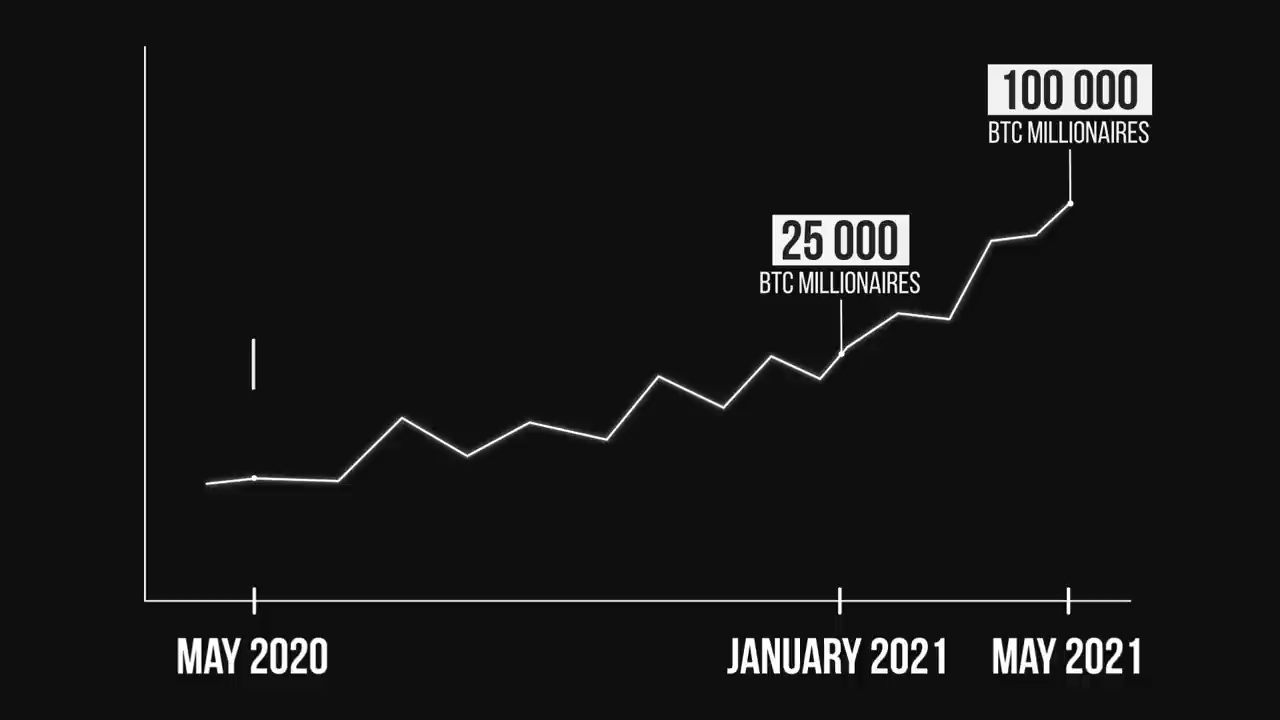 100 000
BTC MILLIONAIRES
25 000
BTC MILLIONAIRES
MAY 2020
JANUARY 2021
MAY 2021